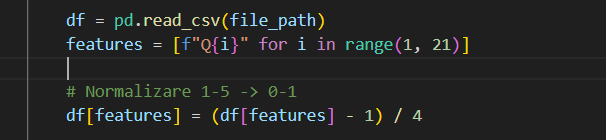 df = pd.read_csv(file_path)
features = [f"Q{i}" for i in range(1, 21)]
# Normalizare 1-5 -> 0-1
df[features] = (df[features] - 1) / 4